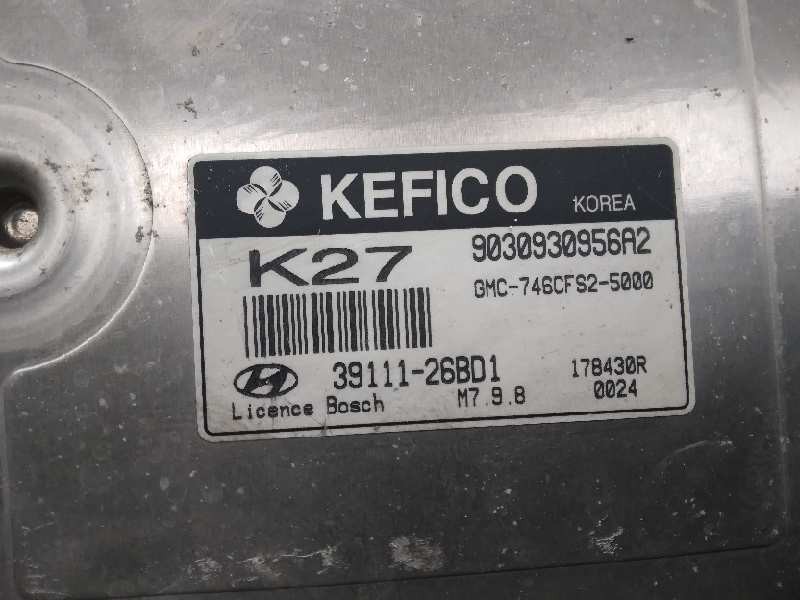 KEFICO KOREA
K27 9030930956A2
GMC-746CFS2-5000
39111-26BD1 178430R
Licence Bosch M7.9.8 0024